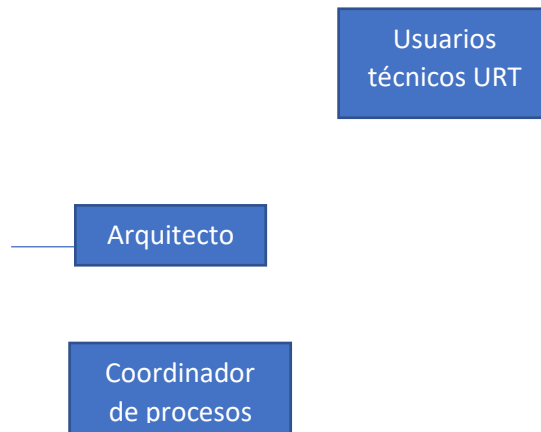 Usuarios
técnicos URT
Arquitecto
Coordinador
de procesos